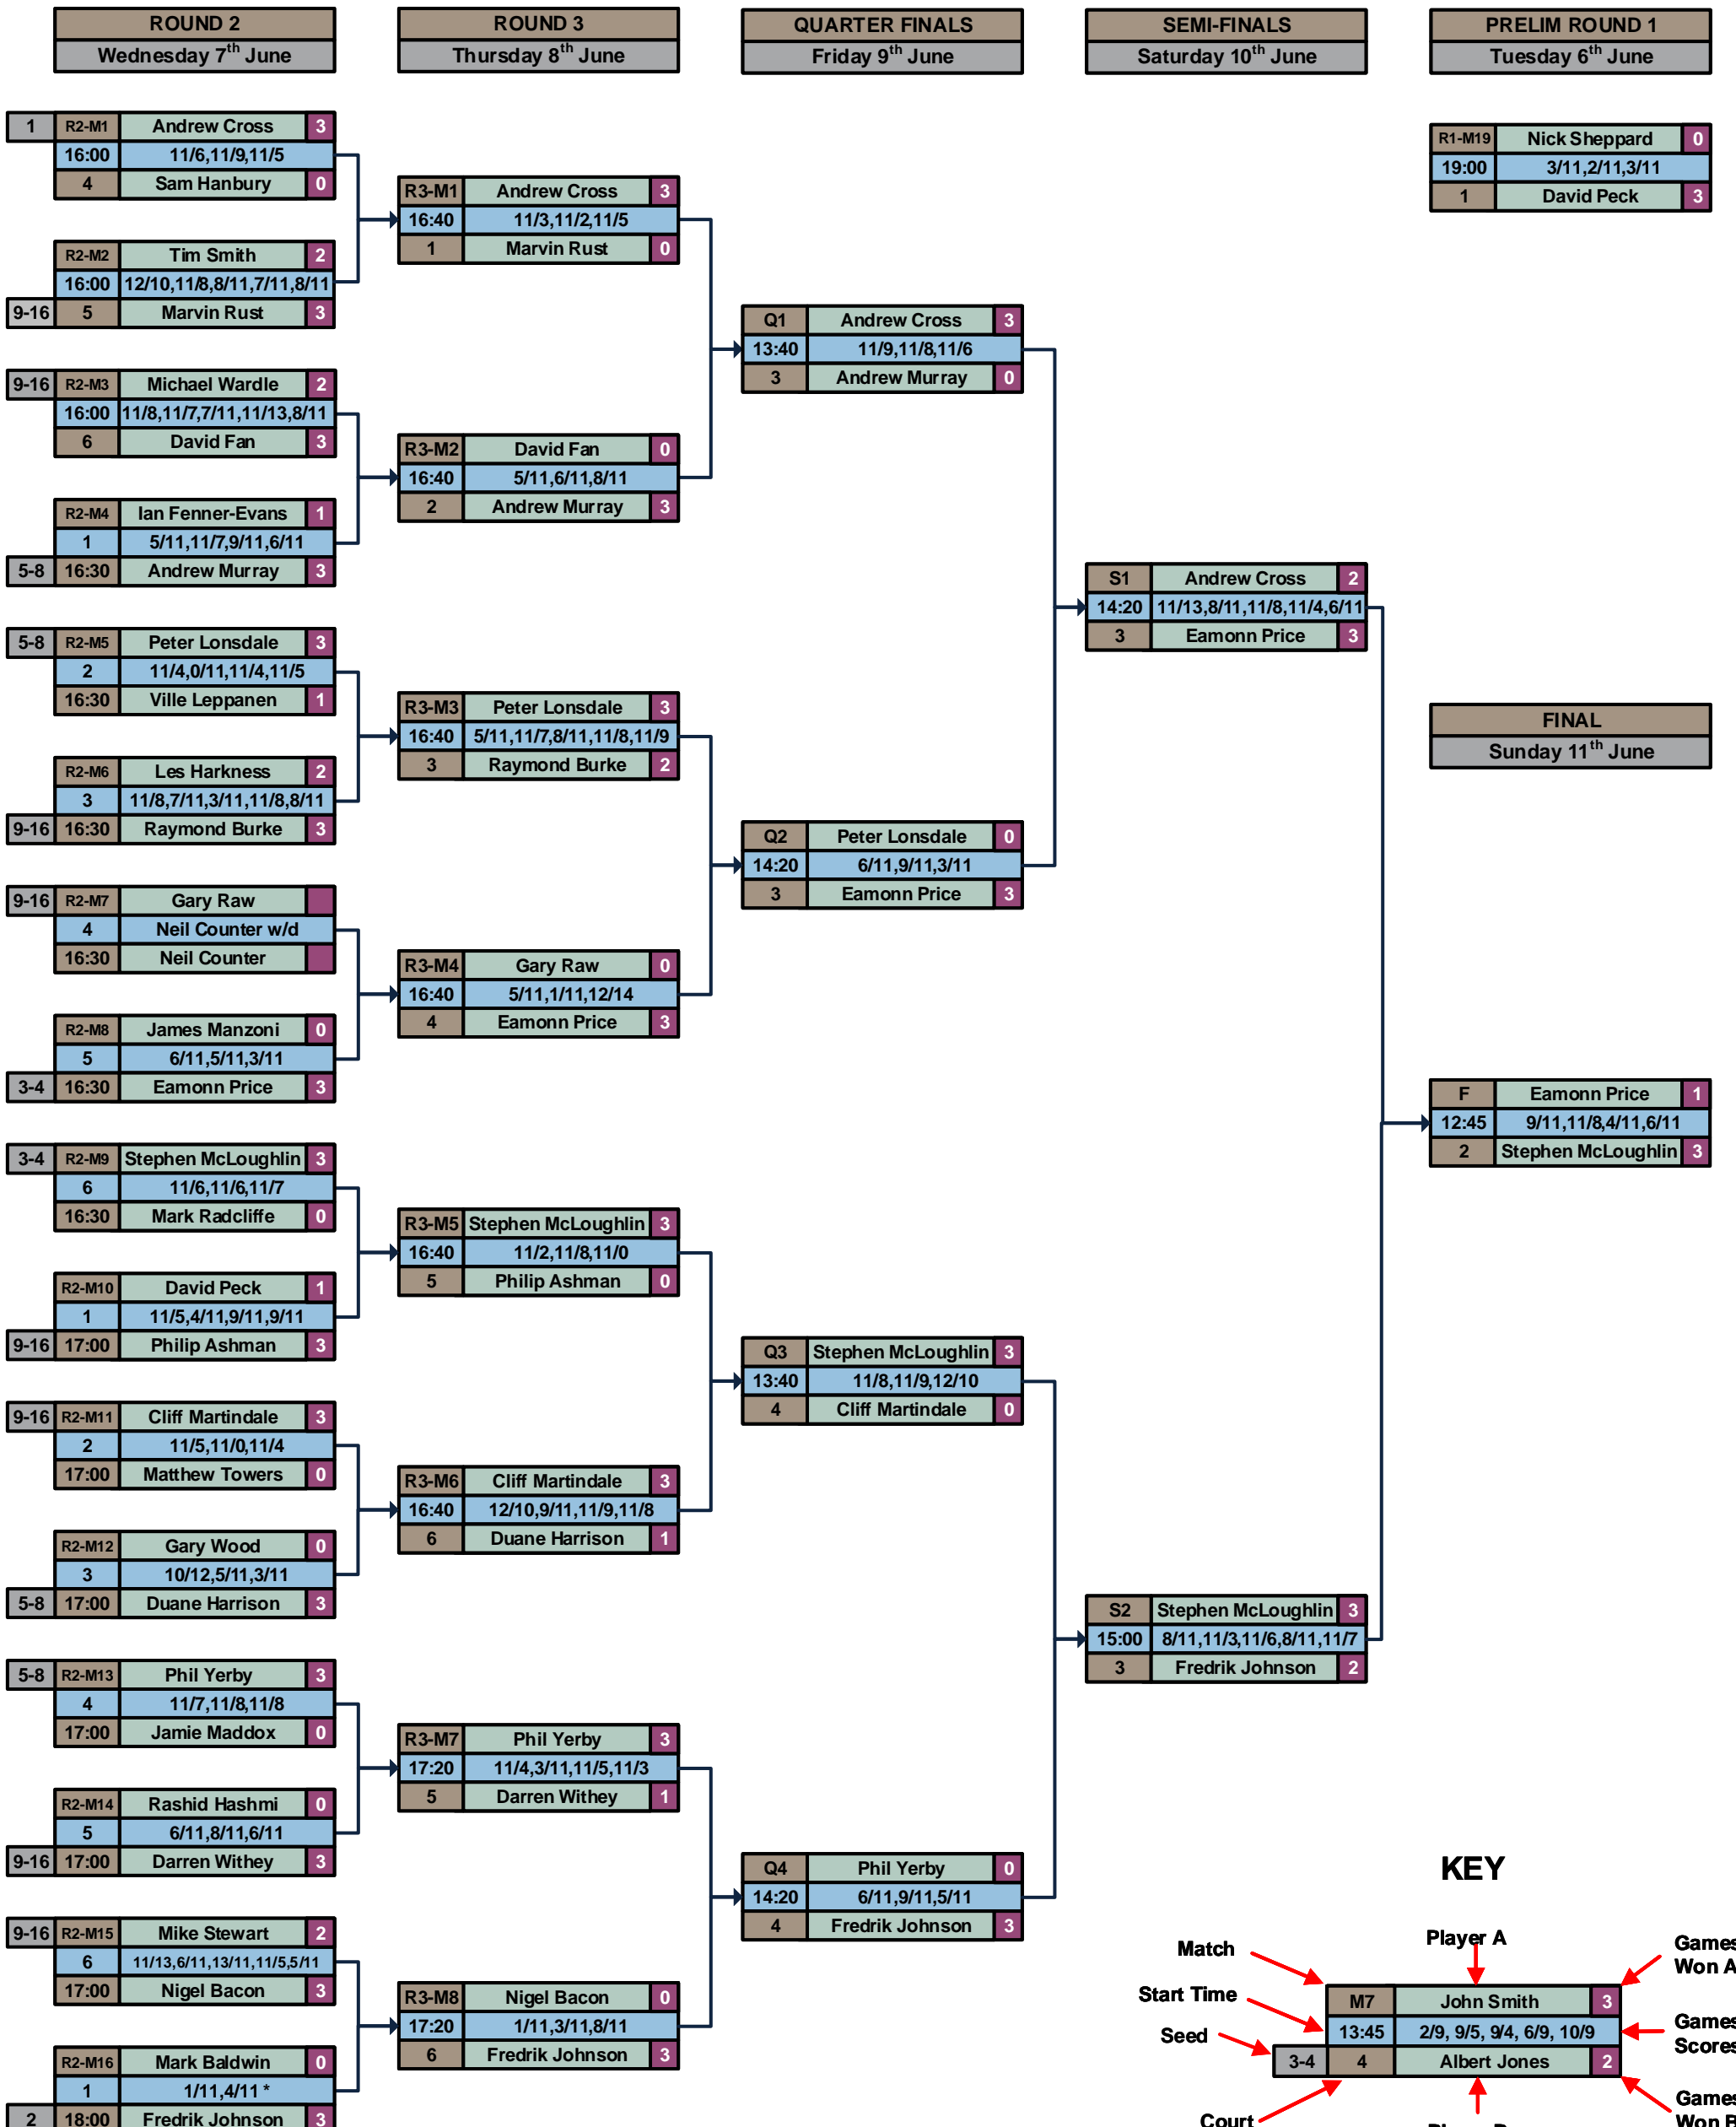 ROUND 2
Wednesday 7th June
ROUND 3
Thursday 8th June
QUARTER FINALS
Friday 9th June
SEMI-FINALS
Saturday 10th June
PRELIM ROUND 1
Tuesday 6th June
1 R2-M1 Andrew Cross 3
16:00 11/6,11/9,11/5
4 Sam Hanbury 0
R2-M2 Tim Smith 2
16:00 12/10,11/8,8/11,7/11,8/11
9-16 5 Marvin Rust 3
9-16 R2-M3 Michael Wardle 2
16:00 11/8,11/7,7/11,11/13,8/11
6 David Fan 3
R2-M4 Ian Fenner-Evans 1
1 5/11,11/7,9/11,6/11
5-8 16:30 Andrew Murray 3
5-8 R2-M5 Peter Lonsdale 3
2 11/4,0/11,11/4,11/5
16:30 Ville Leppanen 1
R2-M6 Les Harkness 2
3 11/8,7/11,3/11,11/8,8/11
9-16 16:30 Raymond Burke 3
9-16 R2-M7 Gary Raw
4 Neil Counter w/d
16:30 Neil Counter
R2-M8 James Manzoni 0
5 6/11,5/11,3/11
3-4 16:30 Eamonn Price 3
3-4 R2-M9 Stephen McLoughlin 3
6 11/6,11/6,11/7
16:30 Mark Radcliffe 0
R2-M10 David Peck 1
1 11/5,4/11,9/11,9/11
9-16 17:00 Philip Ashman 3
9-16 R2-M11 Cliff Martindale 3
2 11/5,11/0,11/4
17:00 Matthew Towers 0
R2-M12 Gary Wood 0
3 10/12,5/11,3/11
5-8 17:00 Duane Harrison 3
5-8 R2-M13 Phil Yerby 3
4 11/7,11/8,11/8
17:00 Jamie Maddox 0
R2-M14 Rashid Hashmi 0
5 6/11,8/11,6/11
9-16 17:00 Darren Withey 3
9-16 R2-M15 Mike Stewart 2
6 11/13,6/11,13/11,11/5,5/11
17:00 Nigel Bacon 3
R2-M16 Mark Baldwin 0
1 1/11,4/11 *
2 18:00 Fredrik Johnson 3
R3-M1 Andrew Cross 3
16:40 11/3,11/2,11/5
1 Marvin Rust 0
R3-M2 David Fan 0
16:40 5/11,6/11,8/11
2 Andrew Murray 3
R3-M3 Peter Lonsdale 3
16:40 5/11,11/7,8/11,11/8,11/9
3 Raymond Burke 2
R3-M4 Gary Raw 0
16:40 5/11,1/11,12/14
4 Eamonn Price 3
R3-M5 Stephen McLoughlin 3
16:40 11/2,11/8,11/0
5 Philip Ashman 0
R3-M6 Cliff Martindale 3
16:40 12/10,9/11,11/9,11/8
6 Duane Harrison 1
R3-M7 Phil Yerby 3
17:20 11/4,3/11,11/5,11/3
5 Darren Withey 1
R3-M8 Nigel Bacon 0
17:20 1/11,3/11,8/11
6 Fredrik Johnson 3
Q1 Andrew Cross 3
13:40 11/9,11/8,11/6
3 Andrew Murray 0
Q2 Peter Lonsdale 0
14:20 6/11,9/11,3/11
3 Eamonn Price 3
Q3 Stephen McLoughlin 3
13:40 11/8,11/9,12/10
4 Cliff Martindale 0
Q4 Phil Yerby 0
14:20 6/11,9/11,5/11
4 Fredrik Johnson 3
S1 Andrew Cross 2
14:20 11/13,8/11,11/8,11/4,6/11
3 Eamonn Price 3
S2 Stephen McLoughlin 3
15:00 8/11,11/3,11/6,8/11,11/7
3 Fredrik Johnson 2
R1-M19 Nick Sheppard 0
19:00 3/11,2/11,3/11
1 David Peck 3
FINAL
Sunday 11th June
F Eamonn Price 1
12:45 9/11,11/8,4/11,6/11
2 Stephen McLoughlin 3
KEY
Match
Player A
Games
Won A
Start Time
M7 John Smith 3
Seed
13:45 2/9, 9/5, 9/4, 6/9, 10/9
Games
Scores
3-4 4 Albert Jones 2
Court
Games
Won